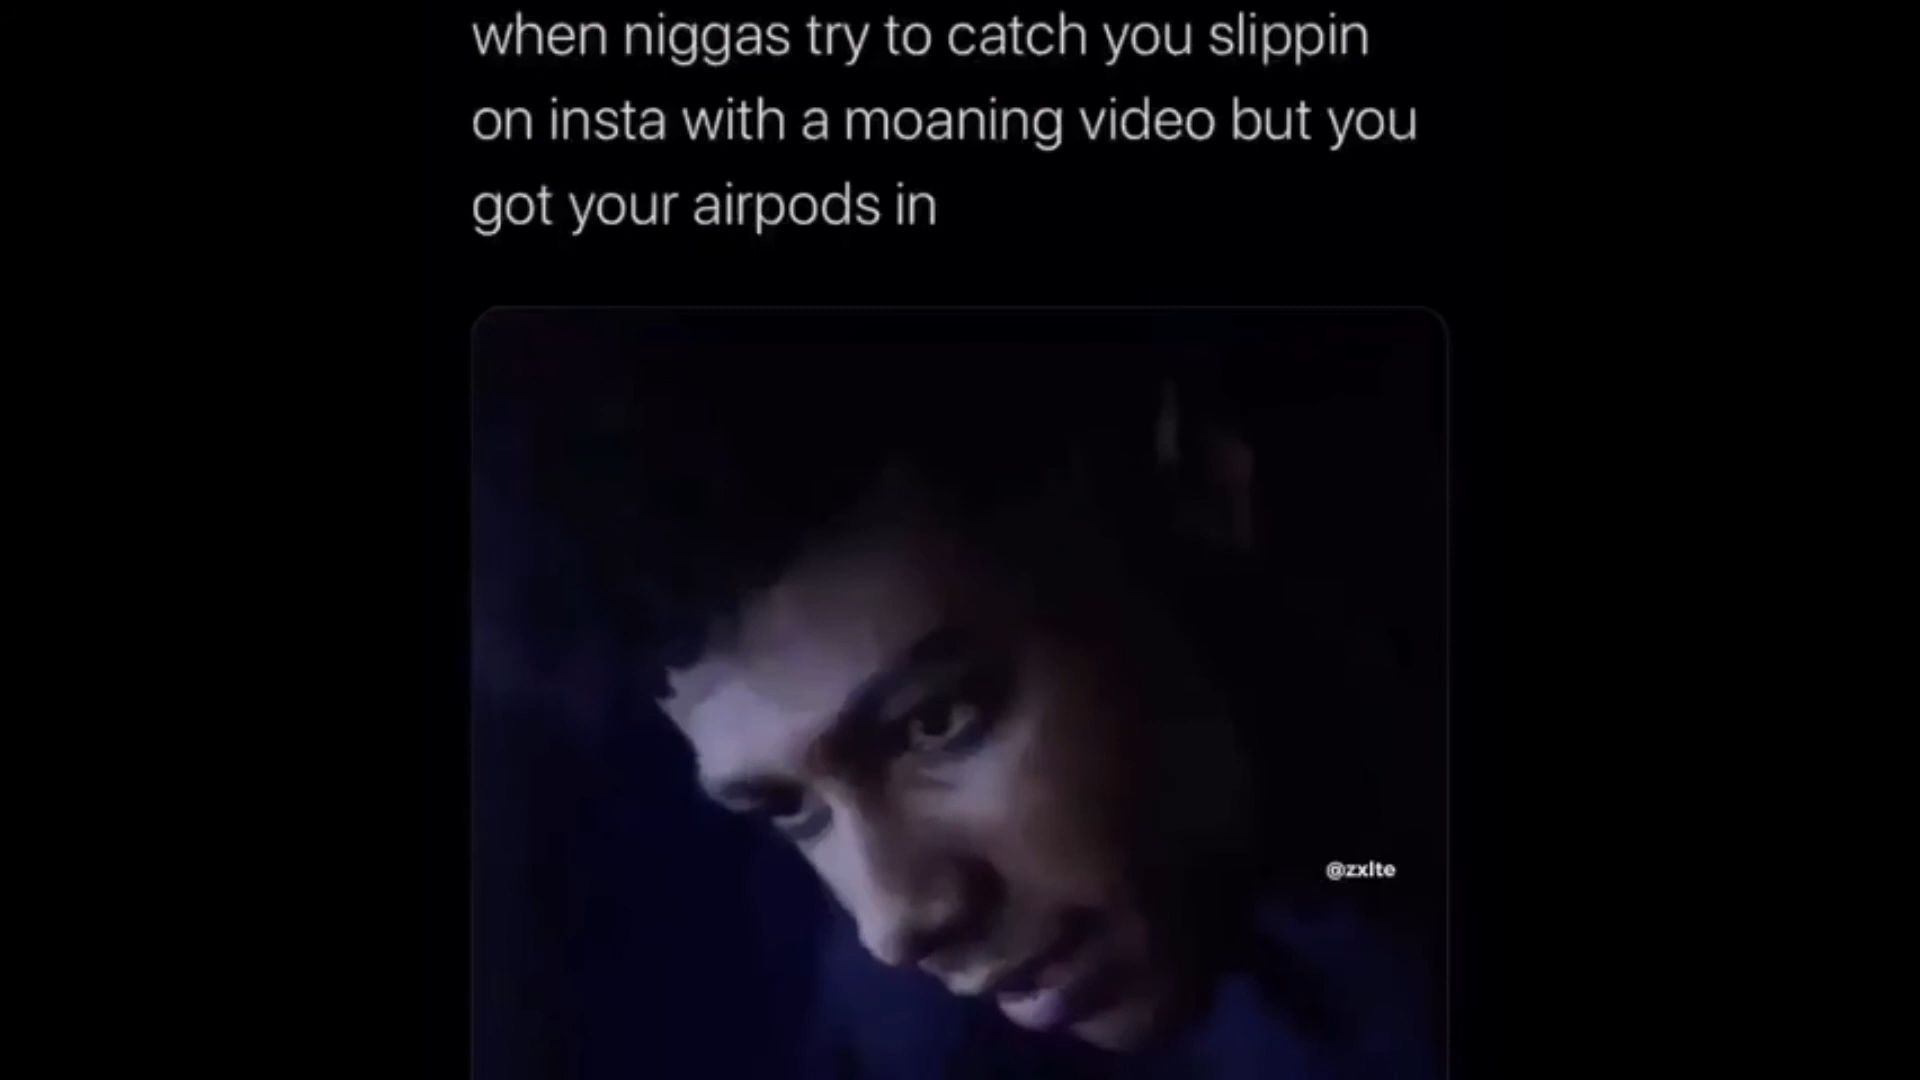 when niggas try to catch you slippin
on insta with a moaning video but you
got your airpods in
@zxlte